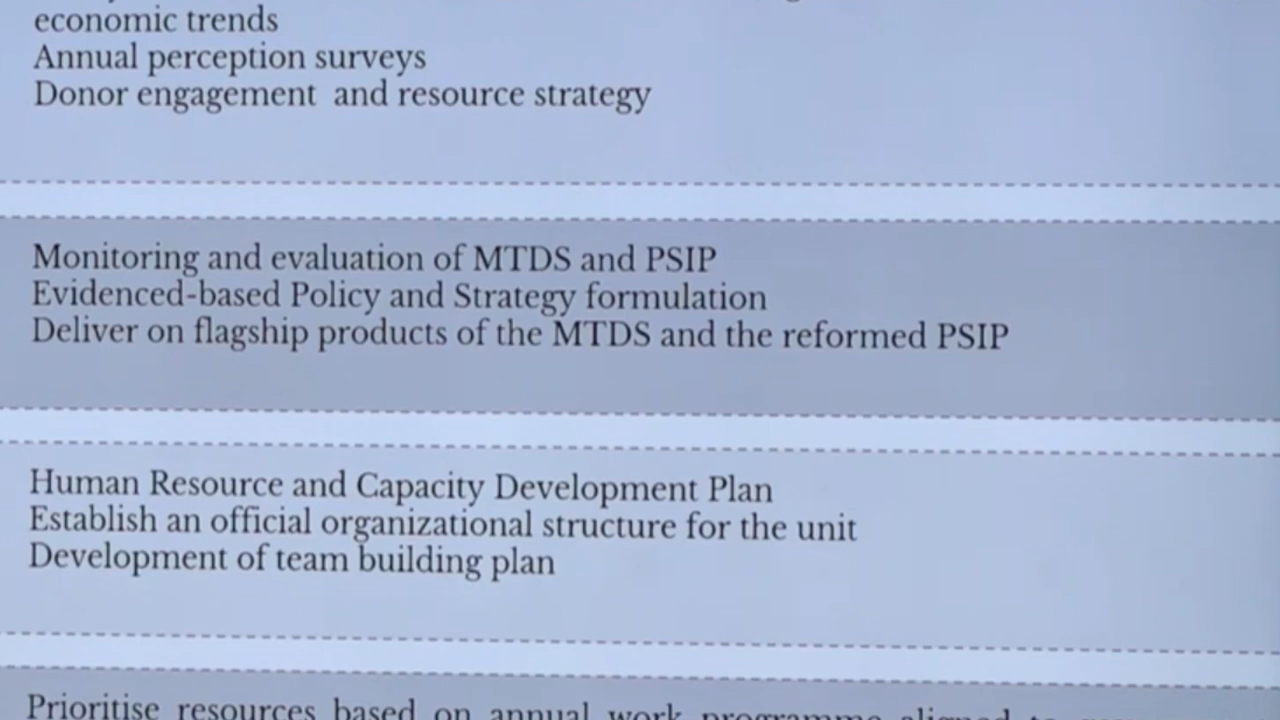 economic trends
Annual perception surveys
Donor engagement and resource strategy
Monitoring and evaluation of MTDS and PSIP
Evidenced-based Policy and Strategy formulation
Deliver on flagship products of the MTDS and the reformed PSIP
Human Resource and Capacity Development Plan
Establish an official organizational structure for the unit
Development of team building plan
Prioritise resources based on annual work programme aligned to